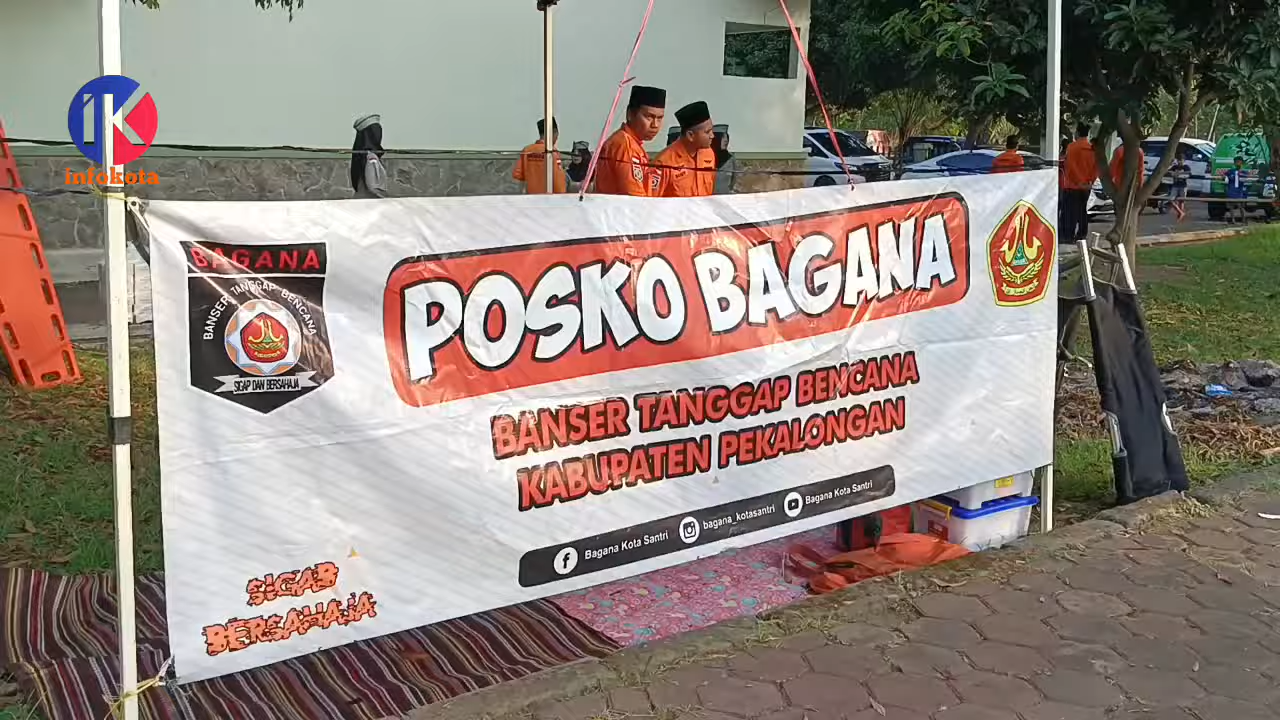 IK
infokota
BAGANA
BANSER TANGGAP BENCANA
SIGAP DAN BERSAHAJA
POSKO BAGANA
BANSER TANGGAP BENCANA
KABUPATEN PEKALONGAN
Bagana Kota Santri
bagana_kotasantri
Bagana Kota Santri
SIGAP
BERSAHAJA